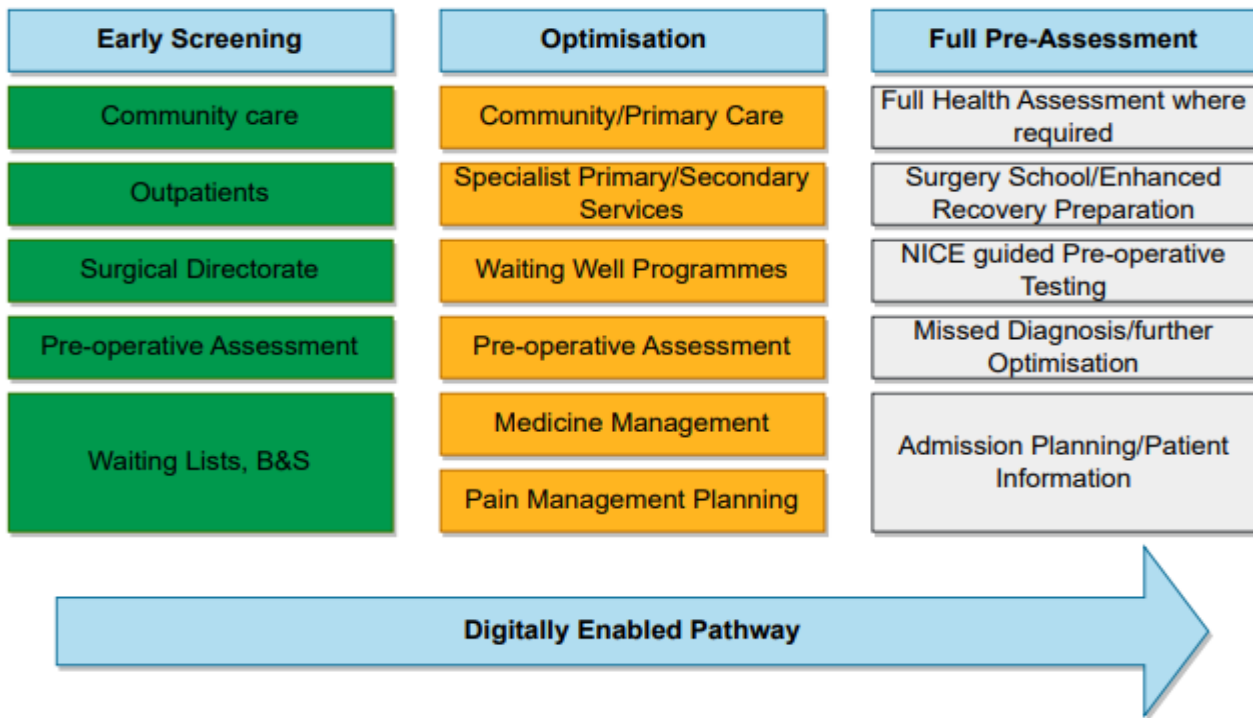 Early Screening
Community care
Outpatients
Surgical Directorate
Pre-operative Assessment
Waiting Lists, B&S
Optimisation
Community/Primary Care
Specialist Primary/Secondary
Services
Waiting Well Programmes
Pre-operative Assessment
Medicine Management
Pain Management Planning
Full Pre-Assessment
Full Health Assessment where
required
Surgery School/Enhanced
Recovery Preparation
NICE guided Pre-operative
Testing
Missed Diagnosis/further
Optimisation
Admission Planning/Patient
Information
Digitally Enabled Pathway